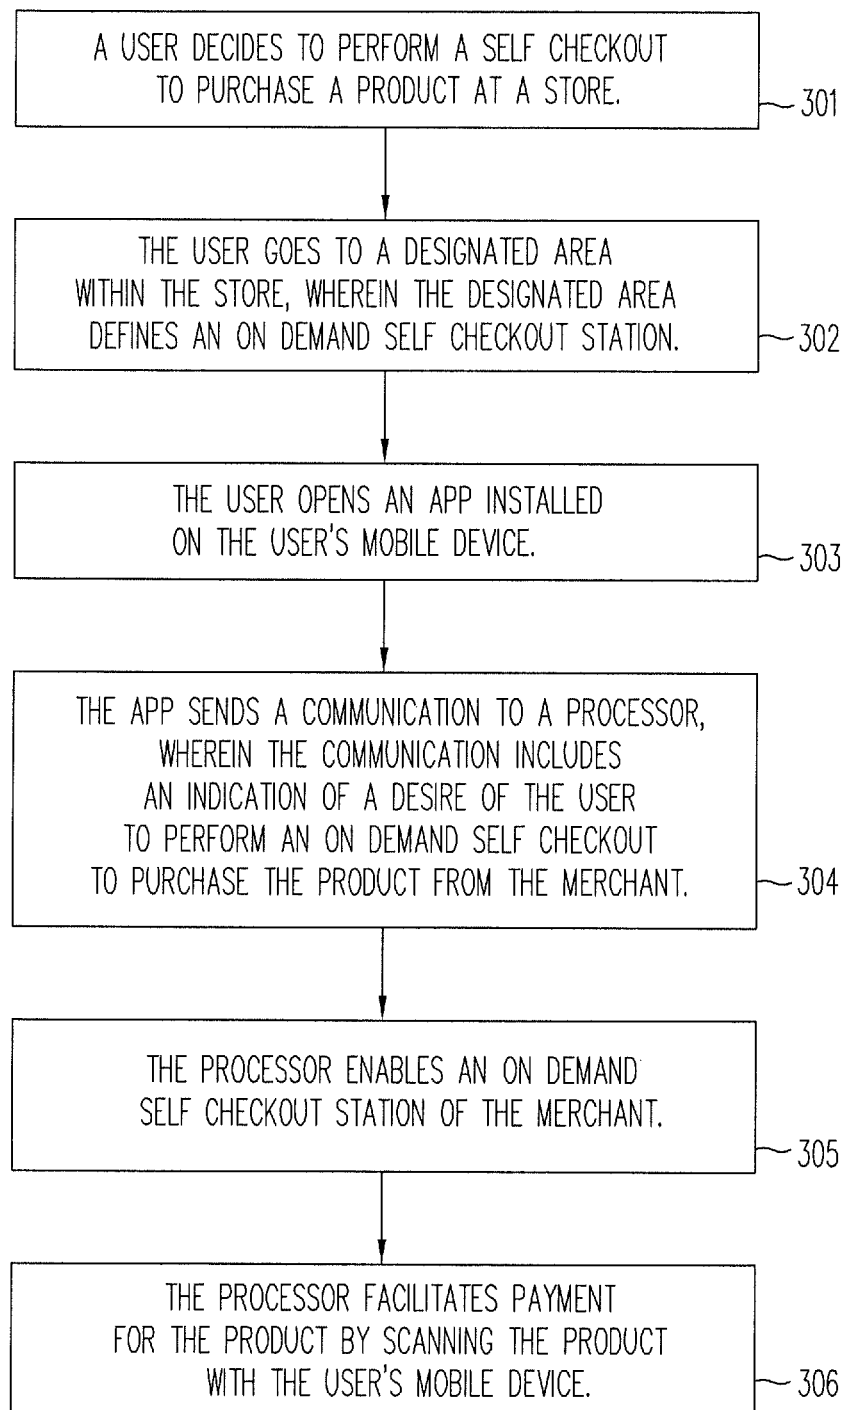 A USER DECIDES TO PERFORM A SELF CHECKOUT
TO PURCHASE A PRODUCT AT A STORE.
301
THE USER GOES TO A DESIGNATED AREA
WITHIN THE STORE, WHEREIN THE DESIGNATED AREA
DEFINES AN ON DEMAND SELF CHECKOUT STATION.
302
THE USER OPENS AN APP INSTALLED
ON THE USER'S MOBILE DEVICE.
303
THE APP SENDS A COMMUNICATION TO A PROCESSOR,
WHEREIN THE COMMUNICATION INCLUDES
AN INDICATION OF A DESIRE OF THE USER
TO PERFORM AN ON DEMAND SELF CHECKOUT
TO PURCHASE THE PRODUCT FROM THE MERCHANT.
304
THE PROCESSOR ENABLES AN ON DEMAND
SELF CHECKOUT STATION OF THE MERCHANT.
305
THE PROCESSOR FACILITATES PAYMENT
FOR THE PRODUCT BY SCANNING THE PRODUCT
WITH THE USER'S MOBILE DEVICE.
306